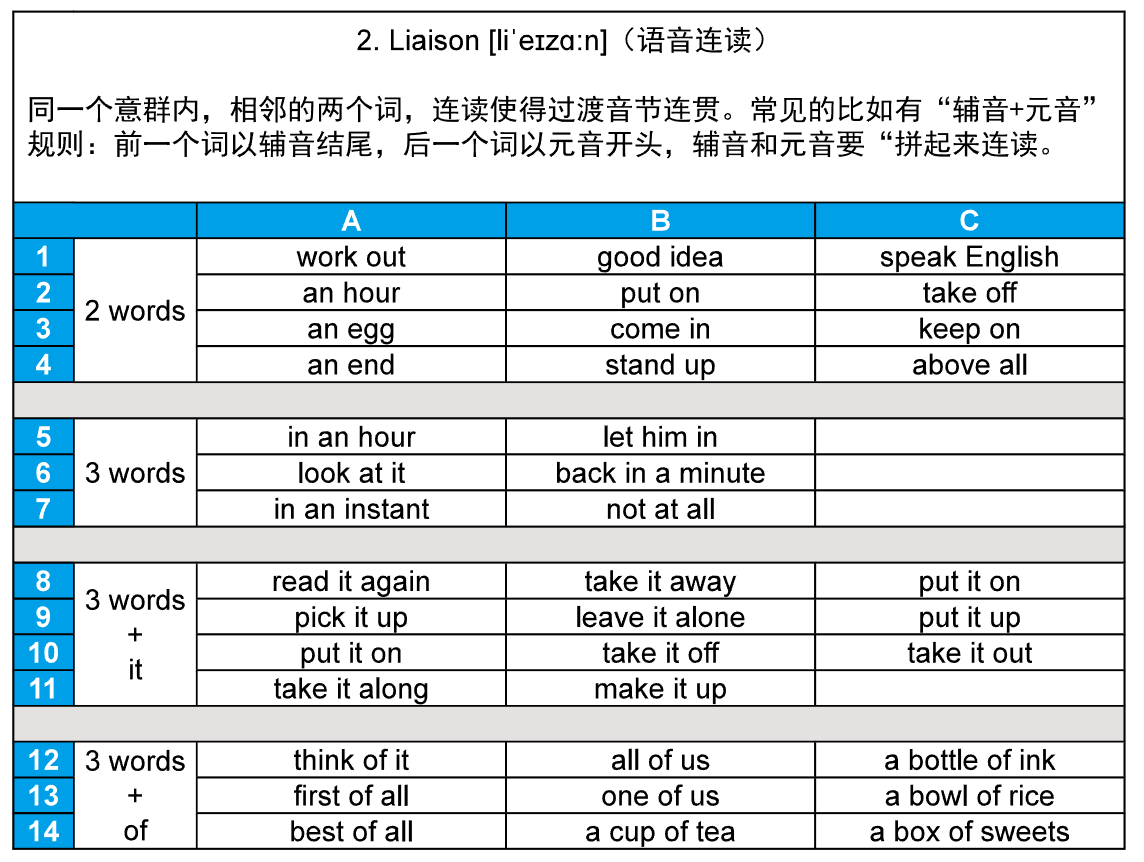 2. Liaison [liˈeɪzɑːn]（语音连读）
同一个意群内，相邻的两个词，连读使得过渡音节连贯。常见的比如有“辅音+元音”
规则：前一个词以辅音结尾，后一个词以元音开头，辅音和元音要“拼起来连读。
A B C
1 2 words work out good idea speak English
2 an hour put on take off
3 an egg come in keep on
4 an end stand up above all
5 3 words in an hour let him in
6 look at it back in a minute
7 in an instant not at all
8 3 words + it read it again take it away put it on
9 pick it up leave it alone put it up
10 put it on take it off take it out
11 take it along make it up
12 3 words + of think of it all of us a bottle of ink
13 first of all one of us a bowl of rice
14 best of all a cup of tea a box of sweets